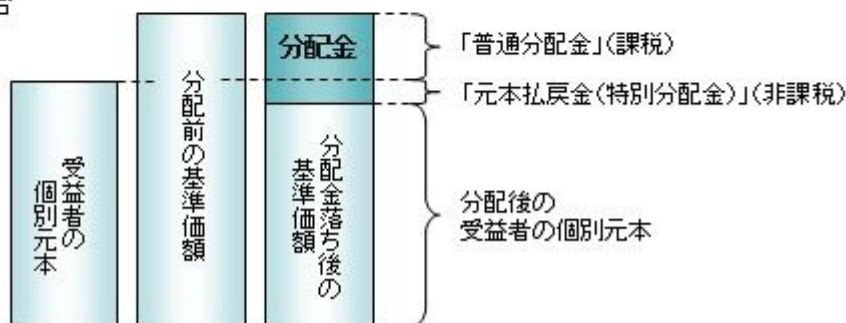 受益者の
個別元本
分配前の基準価額
分配金
分配金落ち後の
基準価額
「普通分配金」(課税)
「元本払戻金(特別分配金)」(非課税)
分配後の
受益者の個別元本